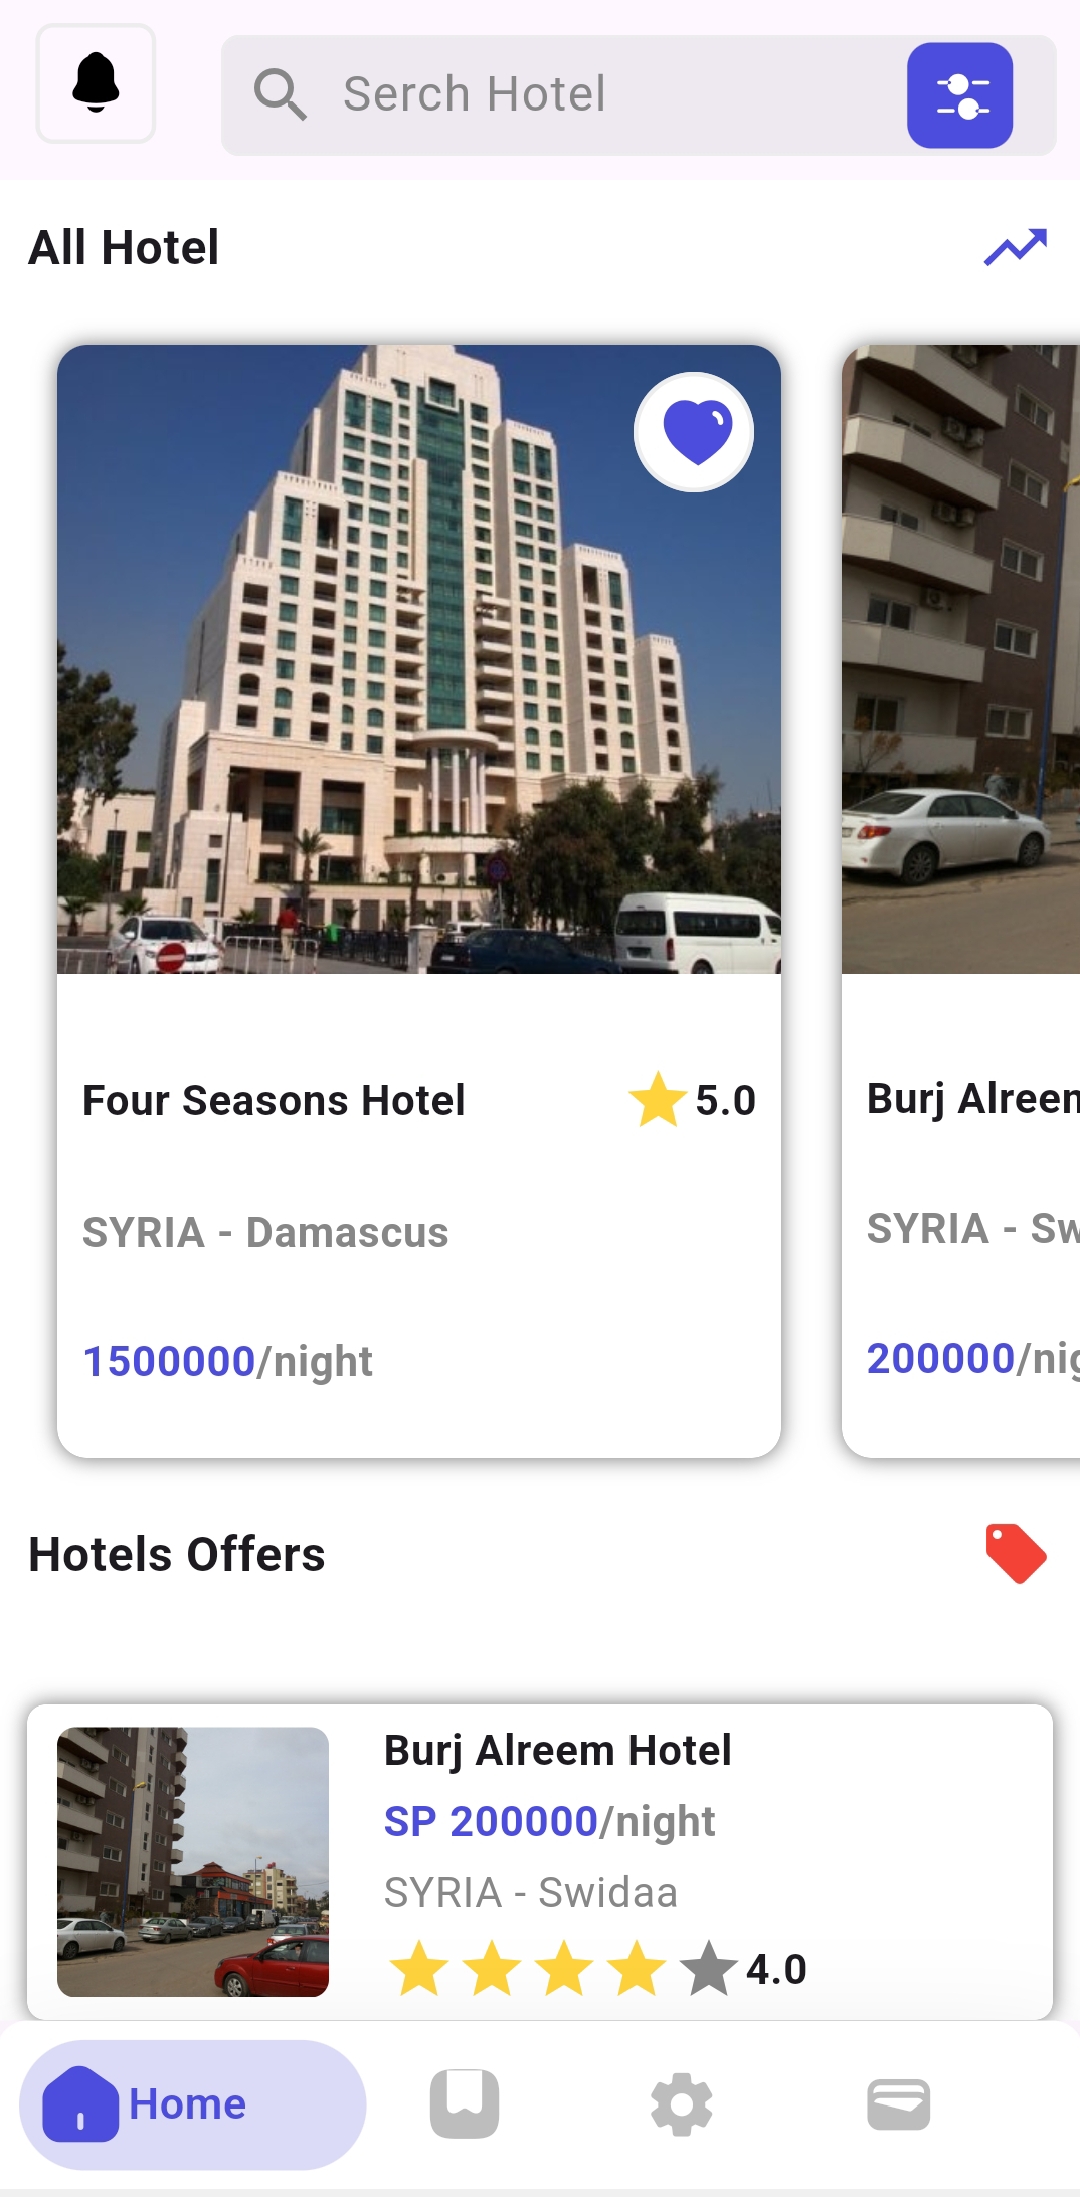 Serch Hotel
All Hotel
Four Seasons Hotel
5.0
SYRIA - Damascus
1500000/night
Burj Alreem
SYRIA - Sw
200000/nig
Hotels Offers
Burj Alreem Hotel
SP 200000/night
SYRIA - Swidaa
4.0
Home